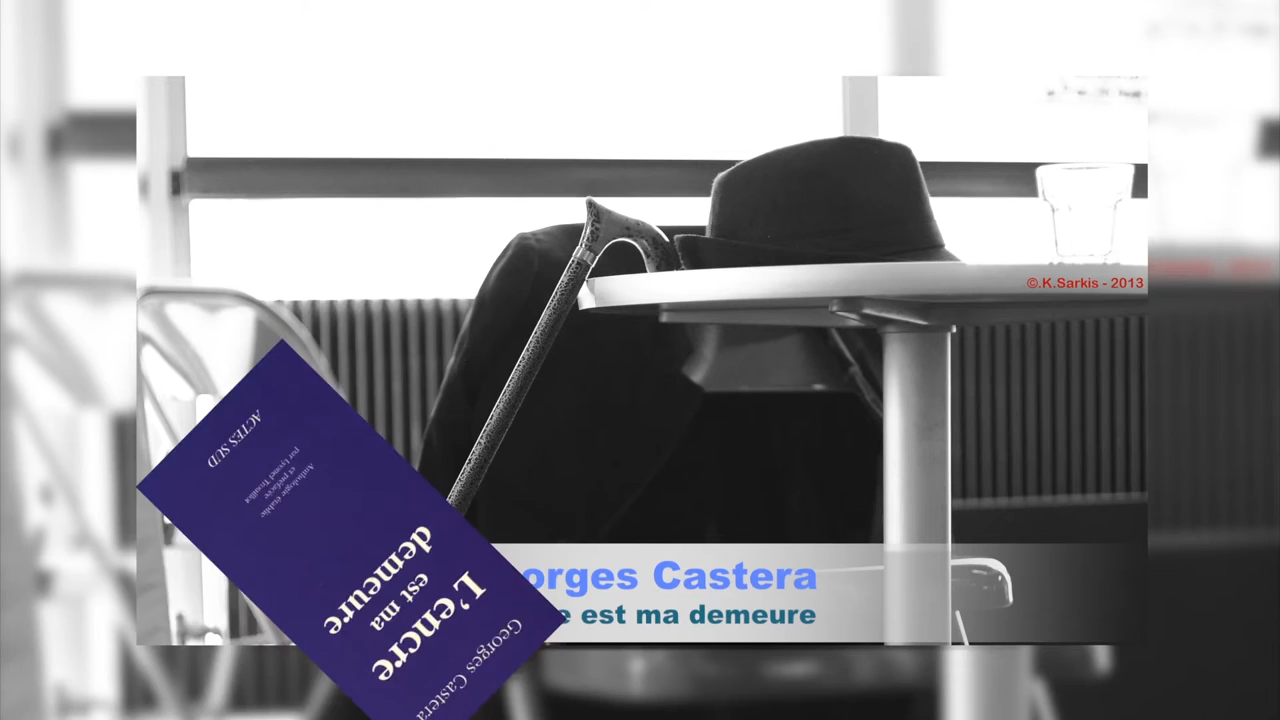 ©.K.Sarkis - 2013
orges Castera
e est ma demeure
Georges Castera
L'encre
est ma
demeure
Anthologie établie
et préfacée
par Lyonel Trouillot
ACTES SUD